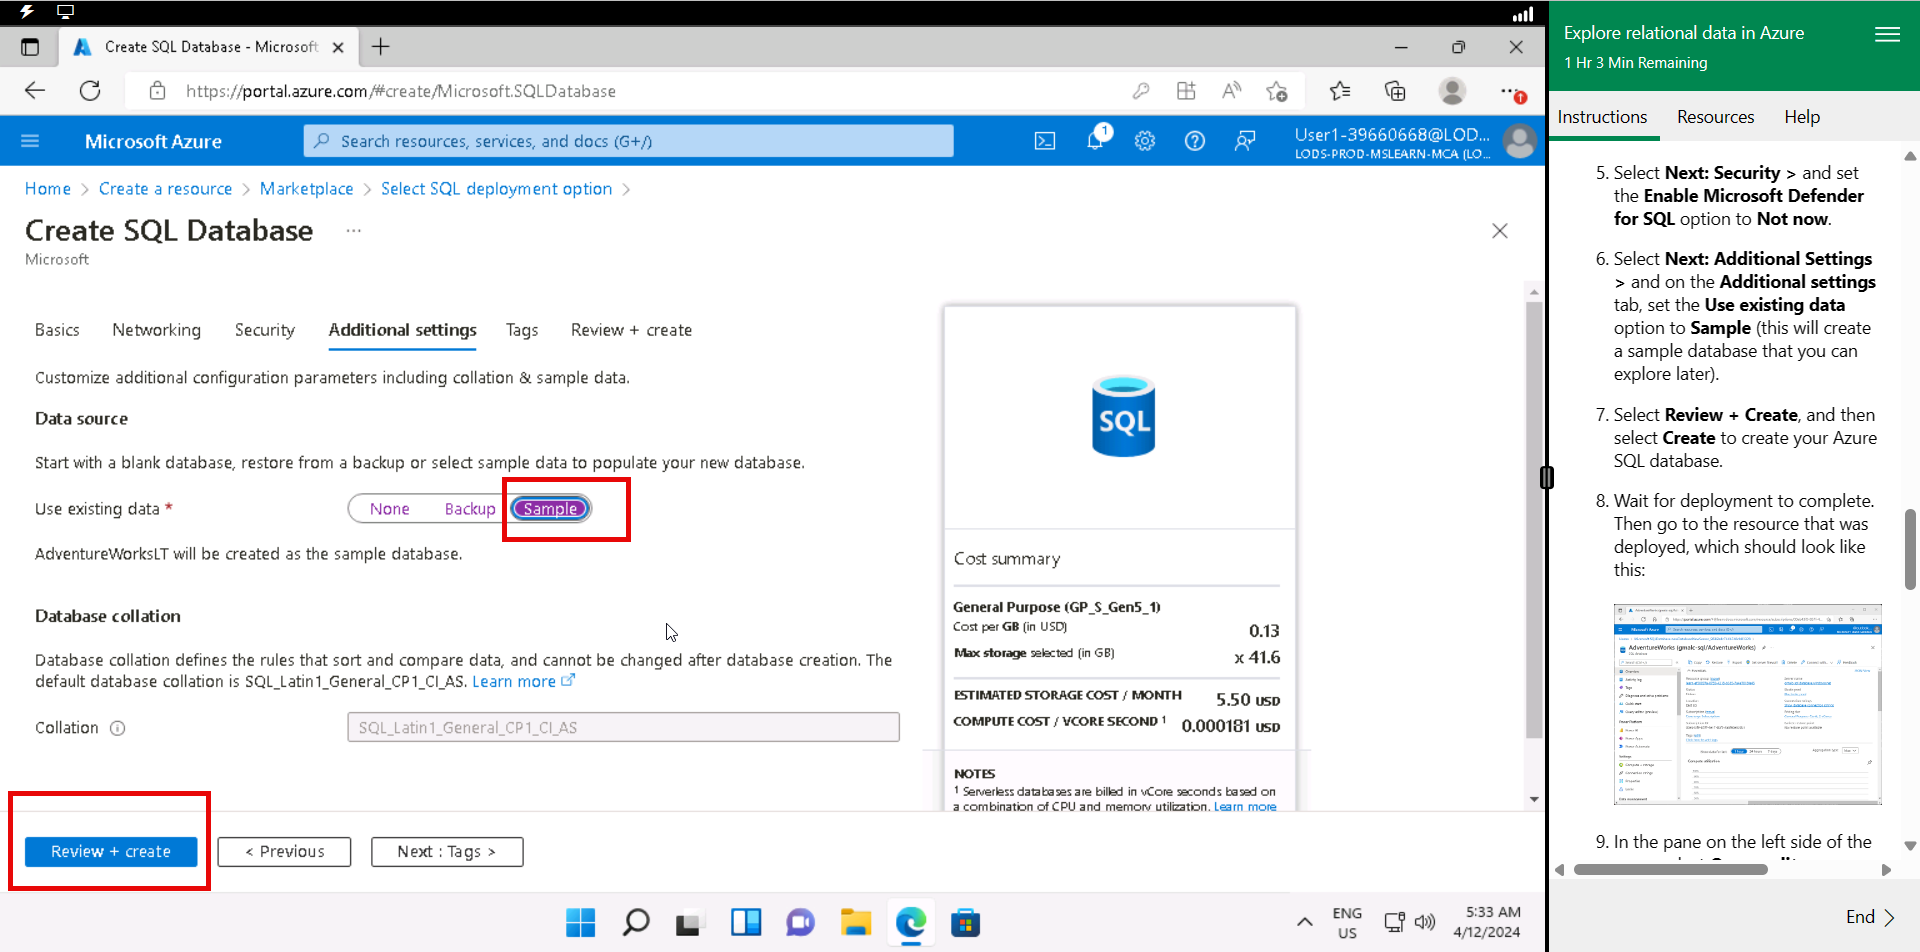 Create SQL Database - Microsoft
https://portal.azure.com/#create/Microsoft.SQLDatabase
Microsoft Azure
Search resources, services, and docs (G+/)
1
User1-39660668@LOD...
LODS-PROD-MSLEARN-MCA (LO...
Home > Create a resource > Marketplace > Select SQL deployment option >
Create SQL Database ...
Microsoft
Basics Networking Security Additional settings Tags Review + create
Customize additional configuration parameters including collation & sample data.
Data source
Start with a blank database, restore from a backup or select sample data to populate your new database.
Use existing data * None Backup Sample
AdventureWorksLT will be created as the sample database.
Database collation
Database collation defines the rules that sort and compare data, and cannot be changed after database creation. The
default database collation is SQL_Latin1_General_CP1_CI_AS. Learn more
Collation SQL_Latin1_General_CP1_CI_AS
SQL
Cost summary
General Purpose (GP_S_Gen5_1)
Cost per GB (in USD) 0.13
Max storage selected (in GB) x 41.6
ESTIMATED STORAGE COST / MONTH 5.50 USD
COMPUTE COST / VCORE SECOND 1 0.000181 USD
NOTES
1 Serverless databases are billed in vCore seconds based on
a combination of CPU and memory utilization. Learn more
Review + create < Previous Next : Tags >
ENG
US
5:33 AM
4/12/2024
Explore relational data in Azure
1 Hr 3 Min Remaining
Instructions Resources Help
5. Select Next: Security > and set
the Enable Microsoft Defender
for SQL option to Not now.
6. Select Next: Additional Settings
> and on the Additional settings
tab, set the Use existing data
option to Sample (this will create
a sample database that you can
explore later).
7. Select Review + Create, and then
select Create to create your Azure
SQL database.
8. Wait for deployment to complete.
Then go to the resource that was
deployed, which should look like
this:
AdventureWorks (gmalc-sql/AdventureWorks)
9. In the pane on the left side of the
End >